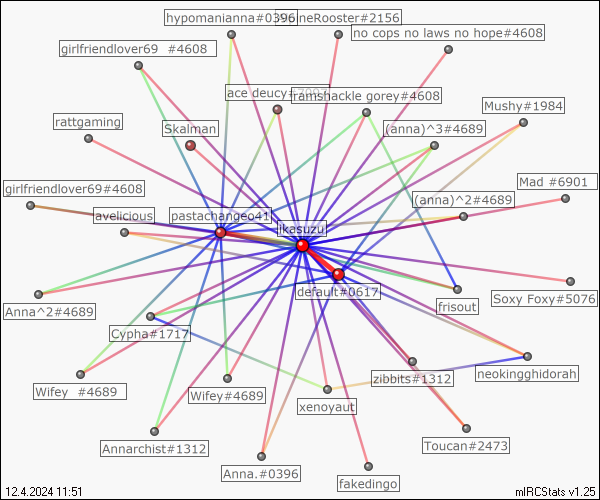 hypomanianna#0396
neRooster#2156
girlfriendlover69 #4608
no cops no laws no hope#4608
ace deucy
ramshackle gorey#4608
Mushy#1984
rattgaming
Skalman
(anna)^3#4689
girlfriendlover69#4608
Mad #6901
avelicious
pastachangeo41
(anna)^2#4689
ikasuzu
default#0617
Soxy Foxy#5076
frisout
Anna^2#4689
Cypha#1717
neokingghidorah
zibbits#1312
Wifey #4689
Wifey#4689
xenoyaut
Annarchist#1312
Toucan#2473
Anna.#0396
fakedingo
12.4.2024 11:51
mIRCStats v1.25